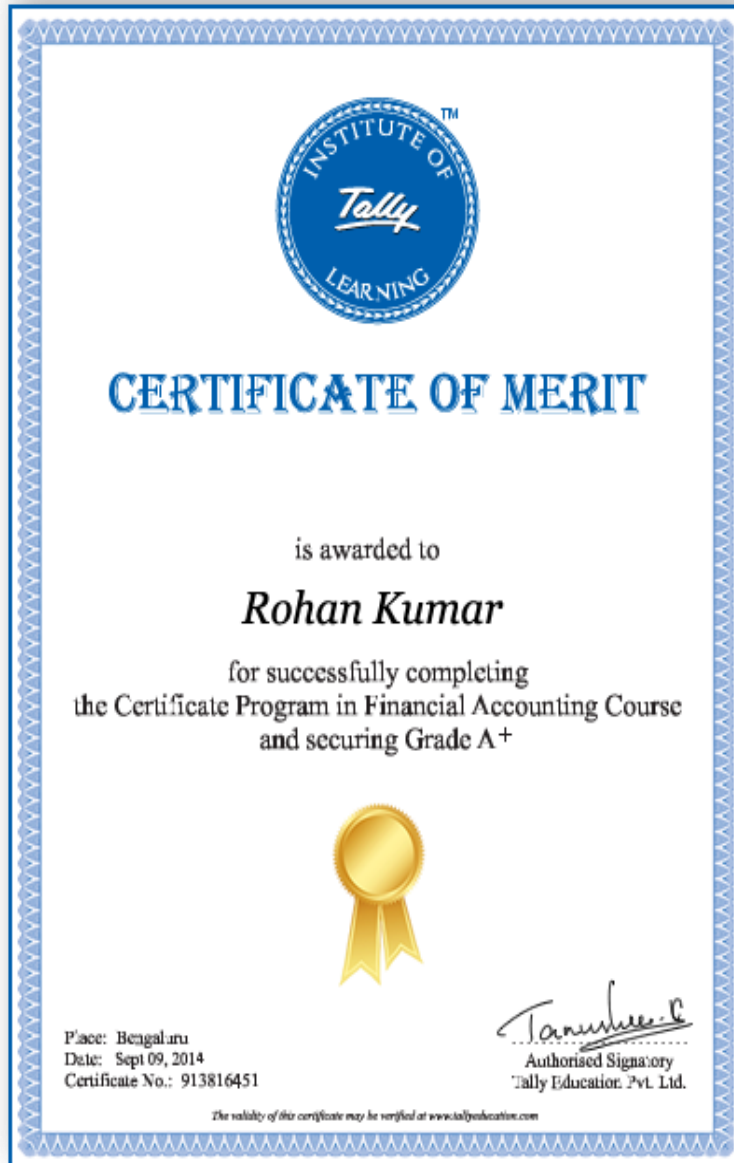 INSTITUTE OF
TM
Tally
LEARNING
CERTIFICATE OF MERIT
is awarded to
Rohan Kumar
for successfully completing
the Certificate Program in Financial Accounting Course
and securing Grade A+
Place: Bengaluru
Date: Sept 09, 2014
Certificate No.: 913816451
Tanushree.C
Authorised Signatory
Tally Education Pvt. Ltd.
The validity of this certificate may be verified at www.tallyeducation.com